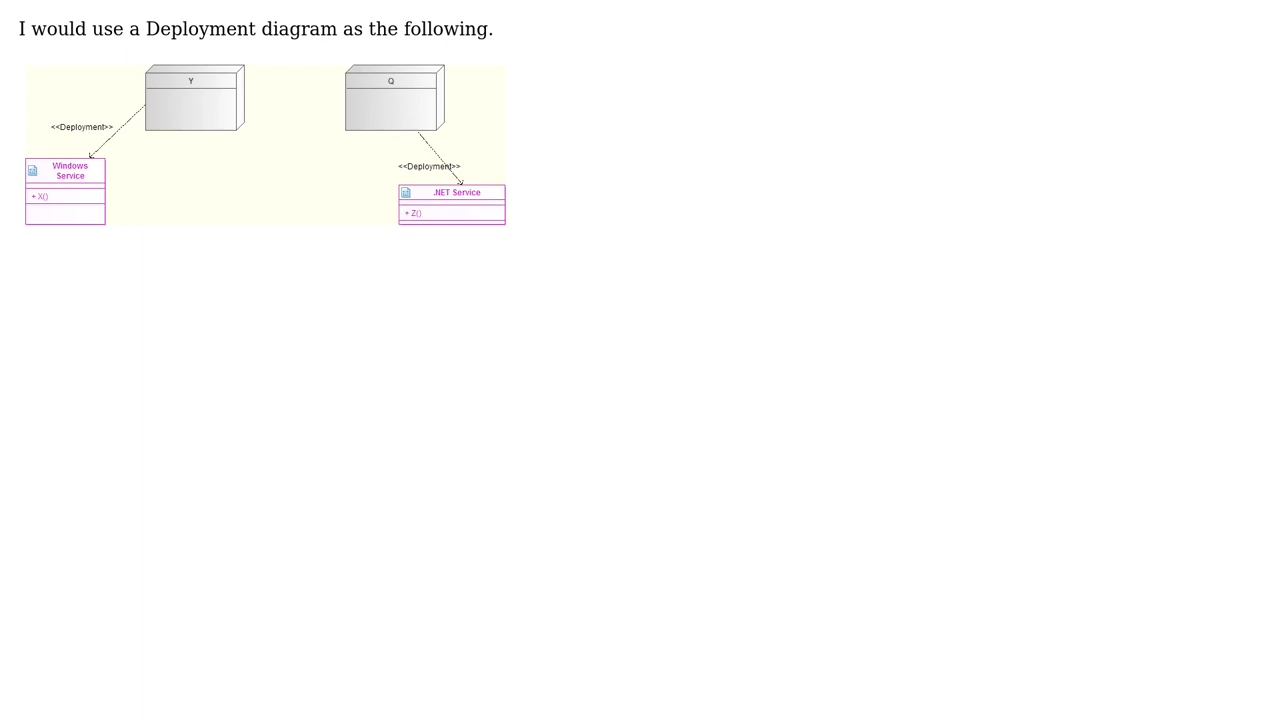 I would use a Deployment diagram as the following.
Y
Q
<<Deployment>>
<<Deployment>>
Windows
Service
+ X()
.NET Service
+ Z()